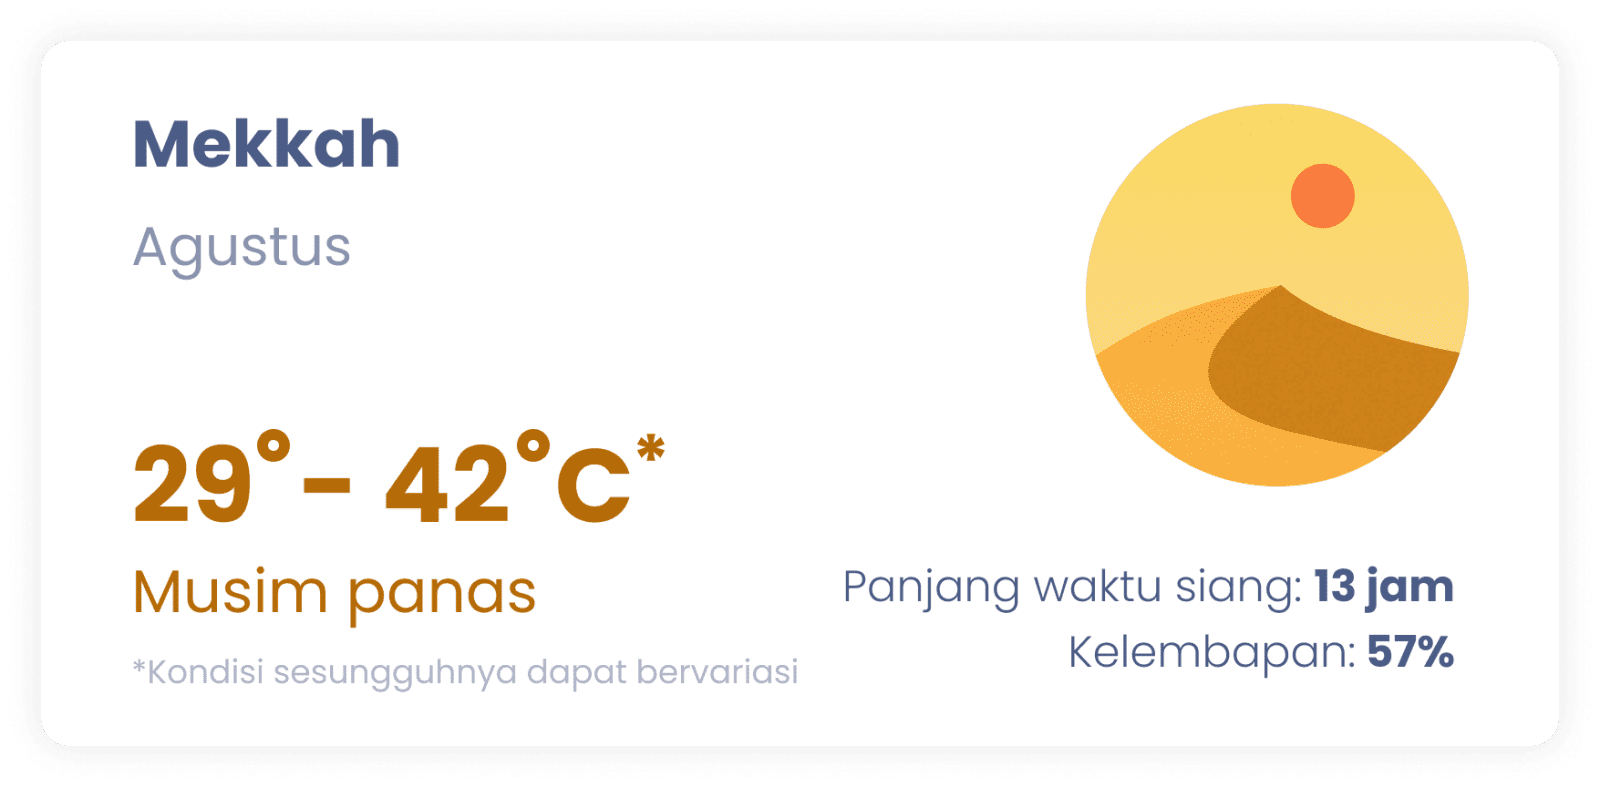 Mekkah
Agustus
29°- 42°C*
Musim panas
*Kondisi sesungguhnya dapat bervariasi
Panjang waktu siang: 13 jam
Kelembapan: 57%